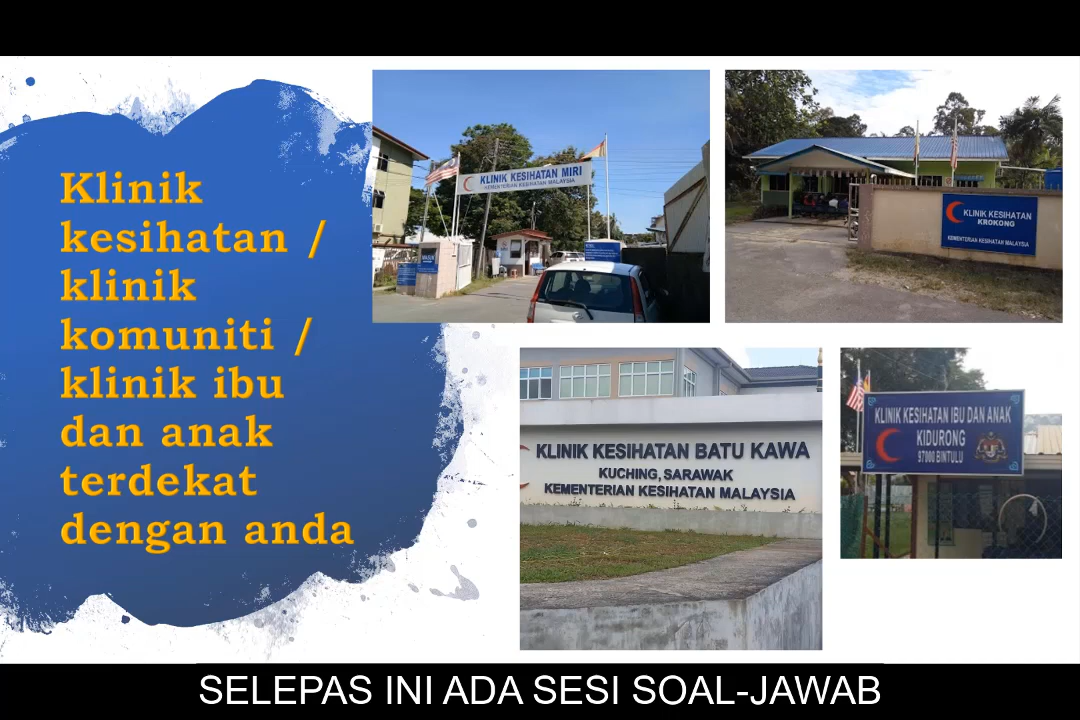 Klinik
kesihatan /
klinik
komuniti /
klinik ibu
dan anak
terdekat
dengan anda
KLINIK KESIHATAN MIRI
KEMENTERIAN KESIHATAN MALAYSIA
KLINIK KESIHATAN
KROKONG
KEMENTERIAN KESIHATAN MALAYSIA
KLINIK KESIHATAN BATU KAWA
KUCHING, SARAWAK
KEMENTERIAN KESIHATAN MALAYSIA
KLINIK KESIHATAN IBU DAN ANAK
KIDURONG
97000 BINTULU
SELEPAS INI ADA SESI SOAL-JAWAB